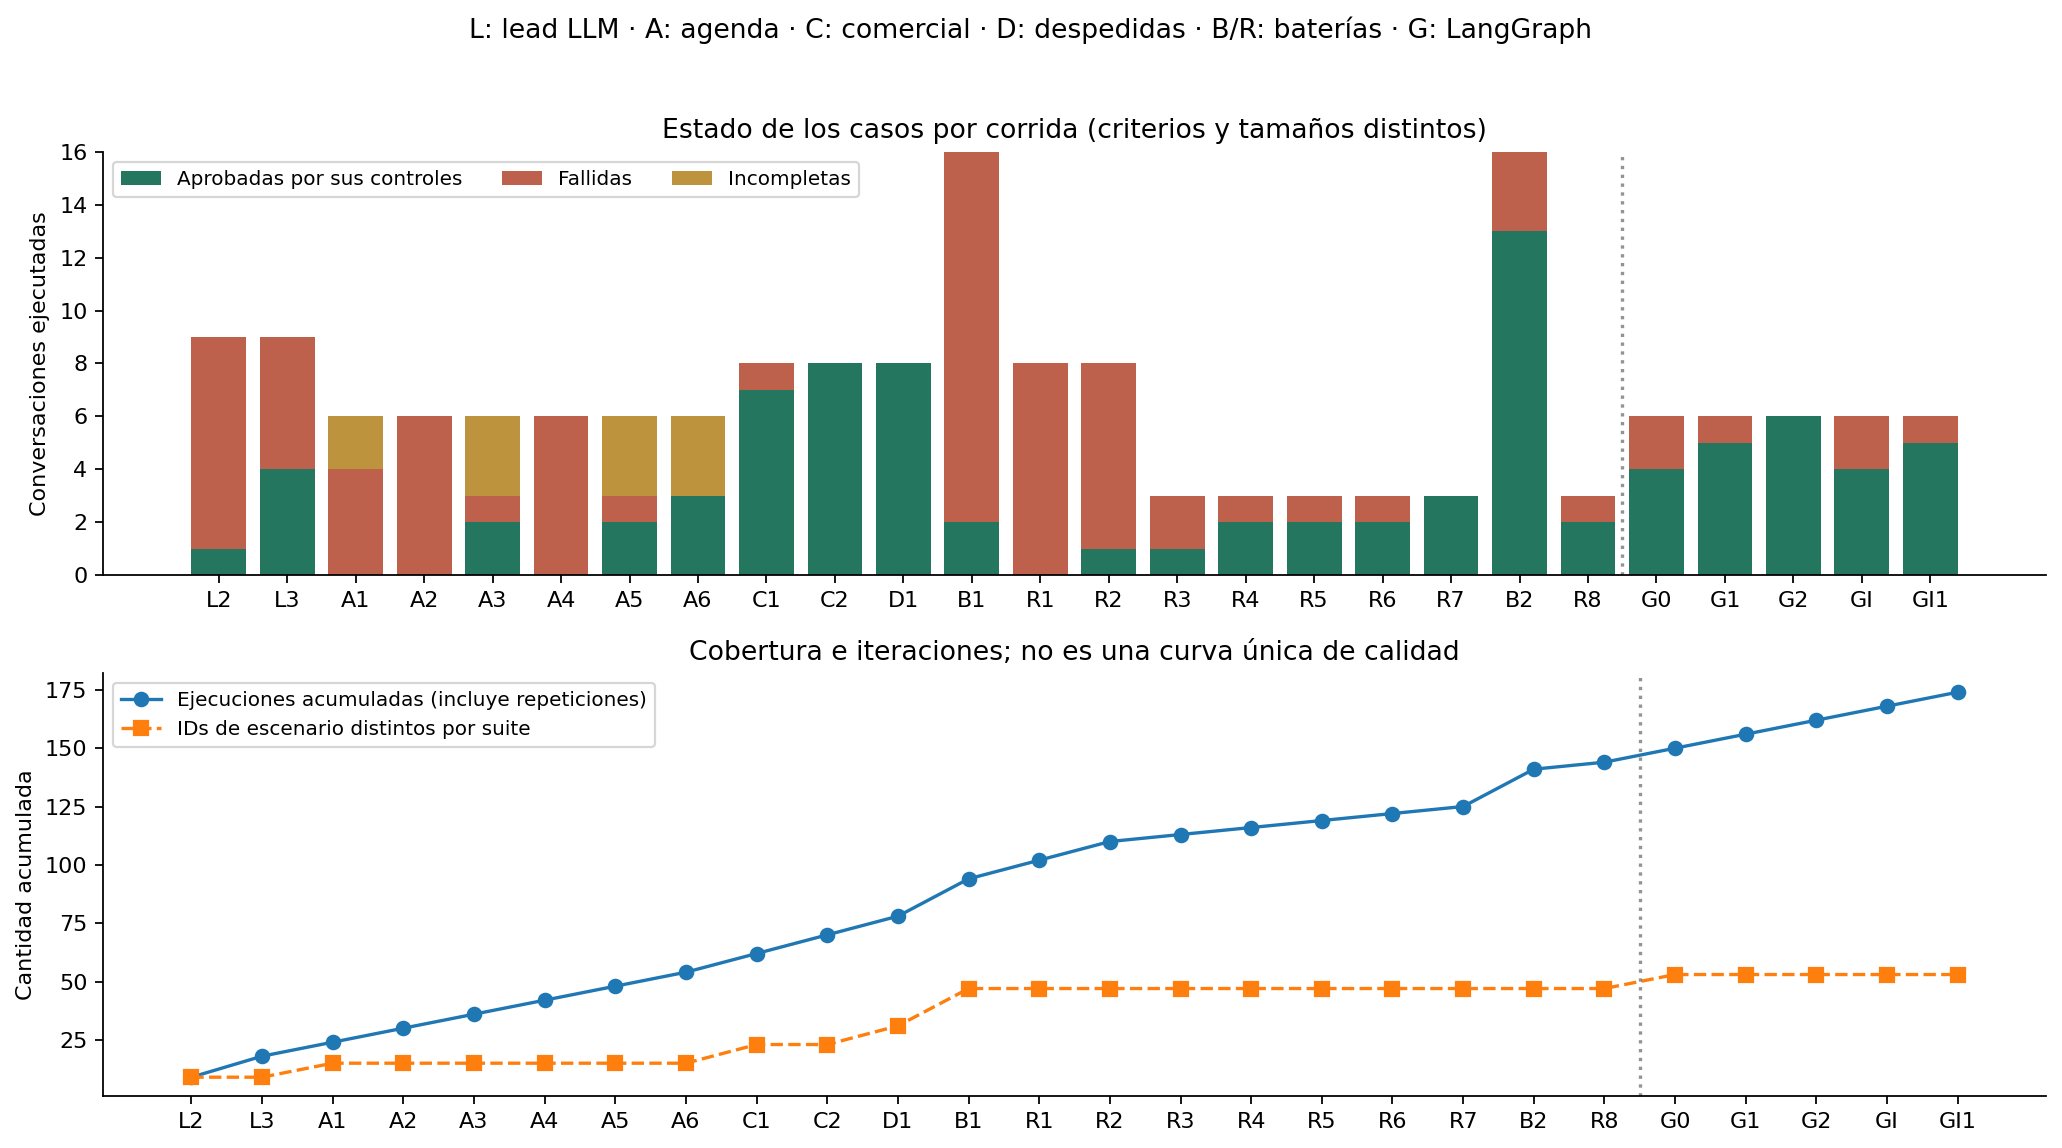 L: lead LLM · A: agenda · C: comercial · D: despedidas · B/R: baterías · G: LangGraph
Estado de los casos por corrida (criterios y tamaños distintos)
Aprobadas por sus controles Fallidas Incompletas
Conversaciones ejecutadas
16
14
12
10
8
6
4
2
0
L2 L3 A1 A2 A3 A4 A5 A6 C1 C2 D1 B1 R1 R2 R3 R4 R5 R6 R7 B2 R8 G0 G1 G2 GI GI1
Cobertura e iteraciones; no es una curva única de calidad
Ejecuciones acumuladas (incluye repeticiones)
IDs de escenario distintos por suite
Cantidad acumulada
175
150
125
100
75
50
25
L2 L3 A1 A2 A3 A4 A5 A6 C1 C2 D1 B1 R1 R2 R3 R4 R5 R6 R7 B2 R8 G0 G1 G2 GI GI1